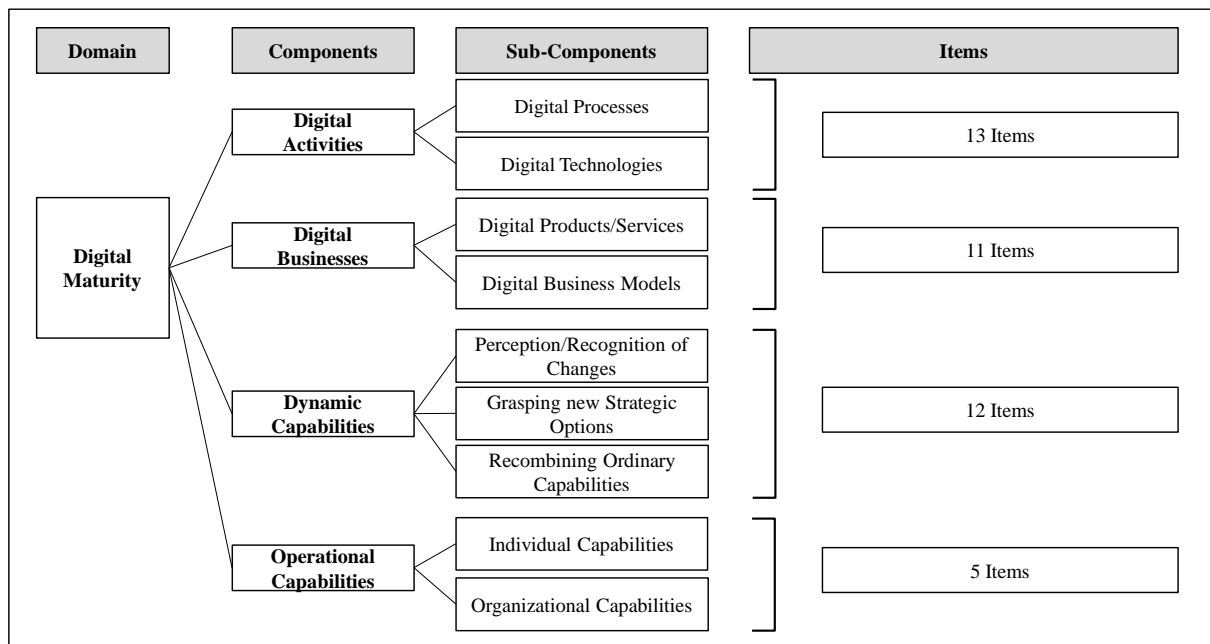 Domain
Components
Sub-Components
Items
Digital
Maturity
Digital
Activities
Digital Processes
Digital Technologies
13 Items
Digital
Businesses
Digital Products/Services
Digital Business Models
11 Items
Dynamic
Capabilities
Perception/Recognition of
Changes
Grasping new Strategic
Options
Recombining Ordinary
Capabilities
12 Items
Operational
Capabilities
Individual Capabilities
Organizational Capabilities
5 Items